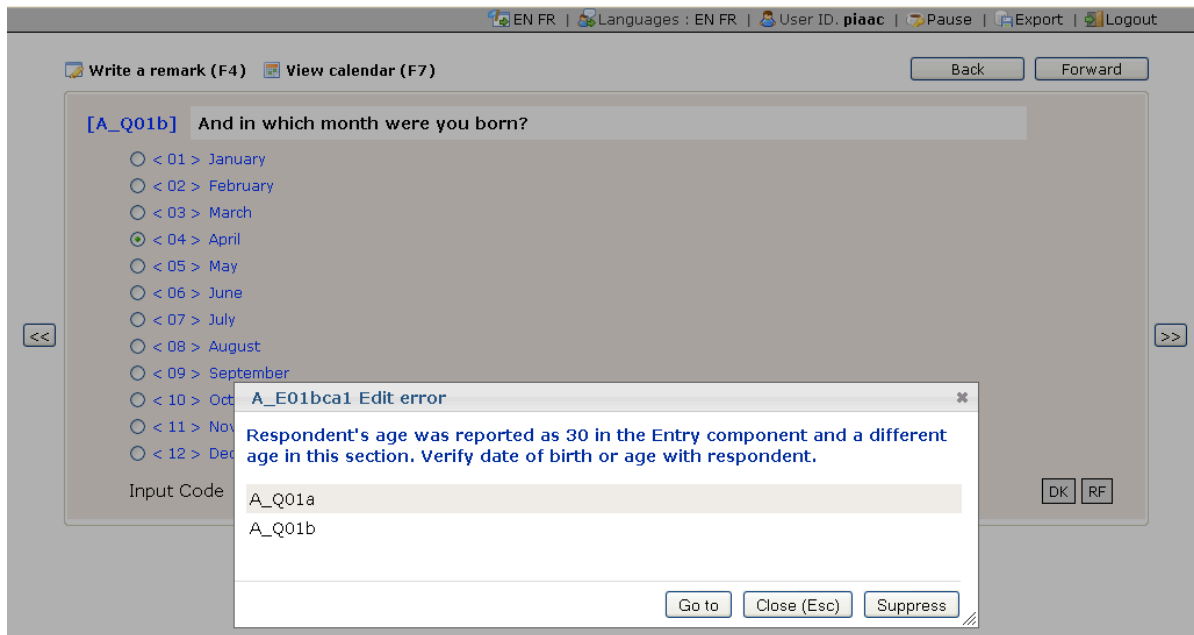 EN FR | Languages : EN FR | User ID. piaac | Pause | Export | Logout
Write a remark (F4) View calendar (F7) Back Forward
[A_Q01b] And in which month were you born?
< 01 > January
< 02 > February
< 03 > March
< 04 > April
< 05 > May
< 06 > June
< 07 > July
<< >>
< 08 > August
< 09 > September
< 10 > Oct
< 11 > Nov
< 12 > Dec
Input Code DK RF
A_E01bca1 Edit error
Respondent's age was reported as 30 in the Entry component and a different
age in this section. Verify date of birth or age with respondent.
A_Q01a
A_Q01b
Go to Close (Esc) Suppress